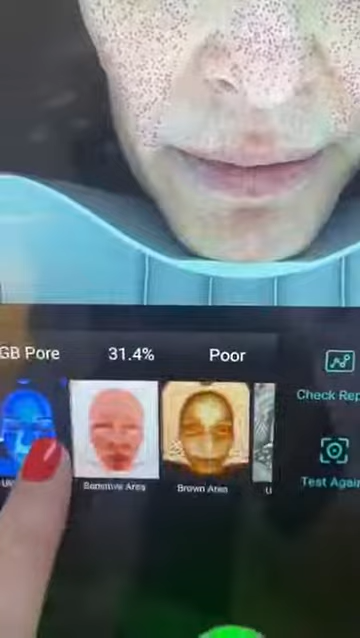 GB Pore 31.4% Poor
Check Rep
Sensitive Area
Brown Area
U
Test Again